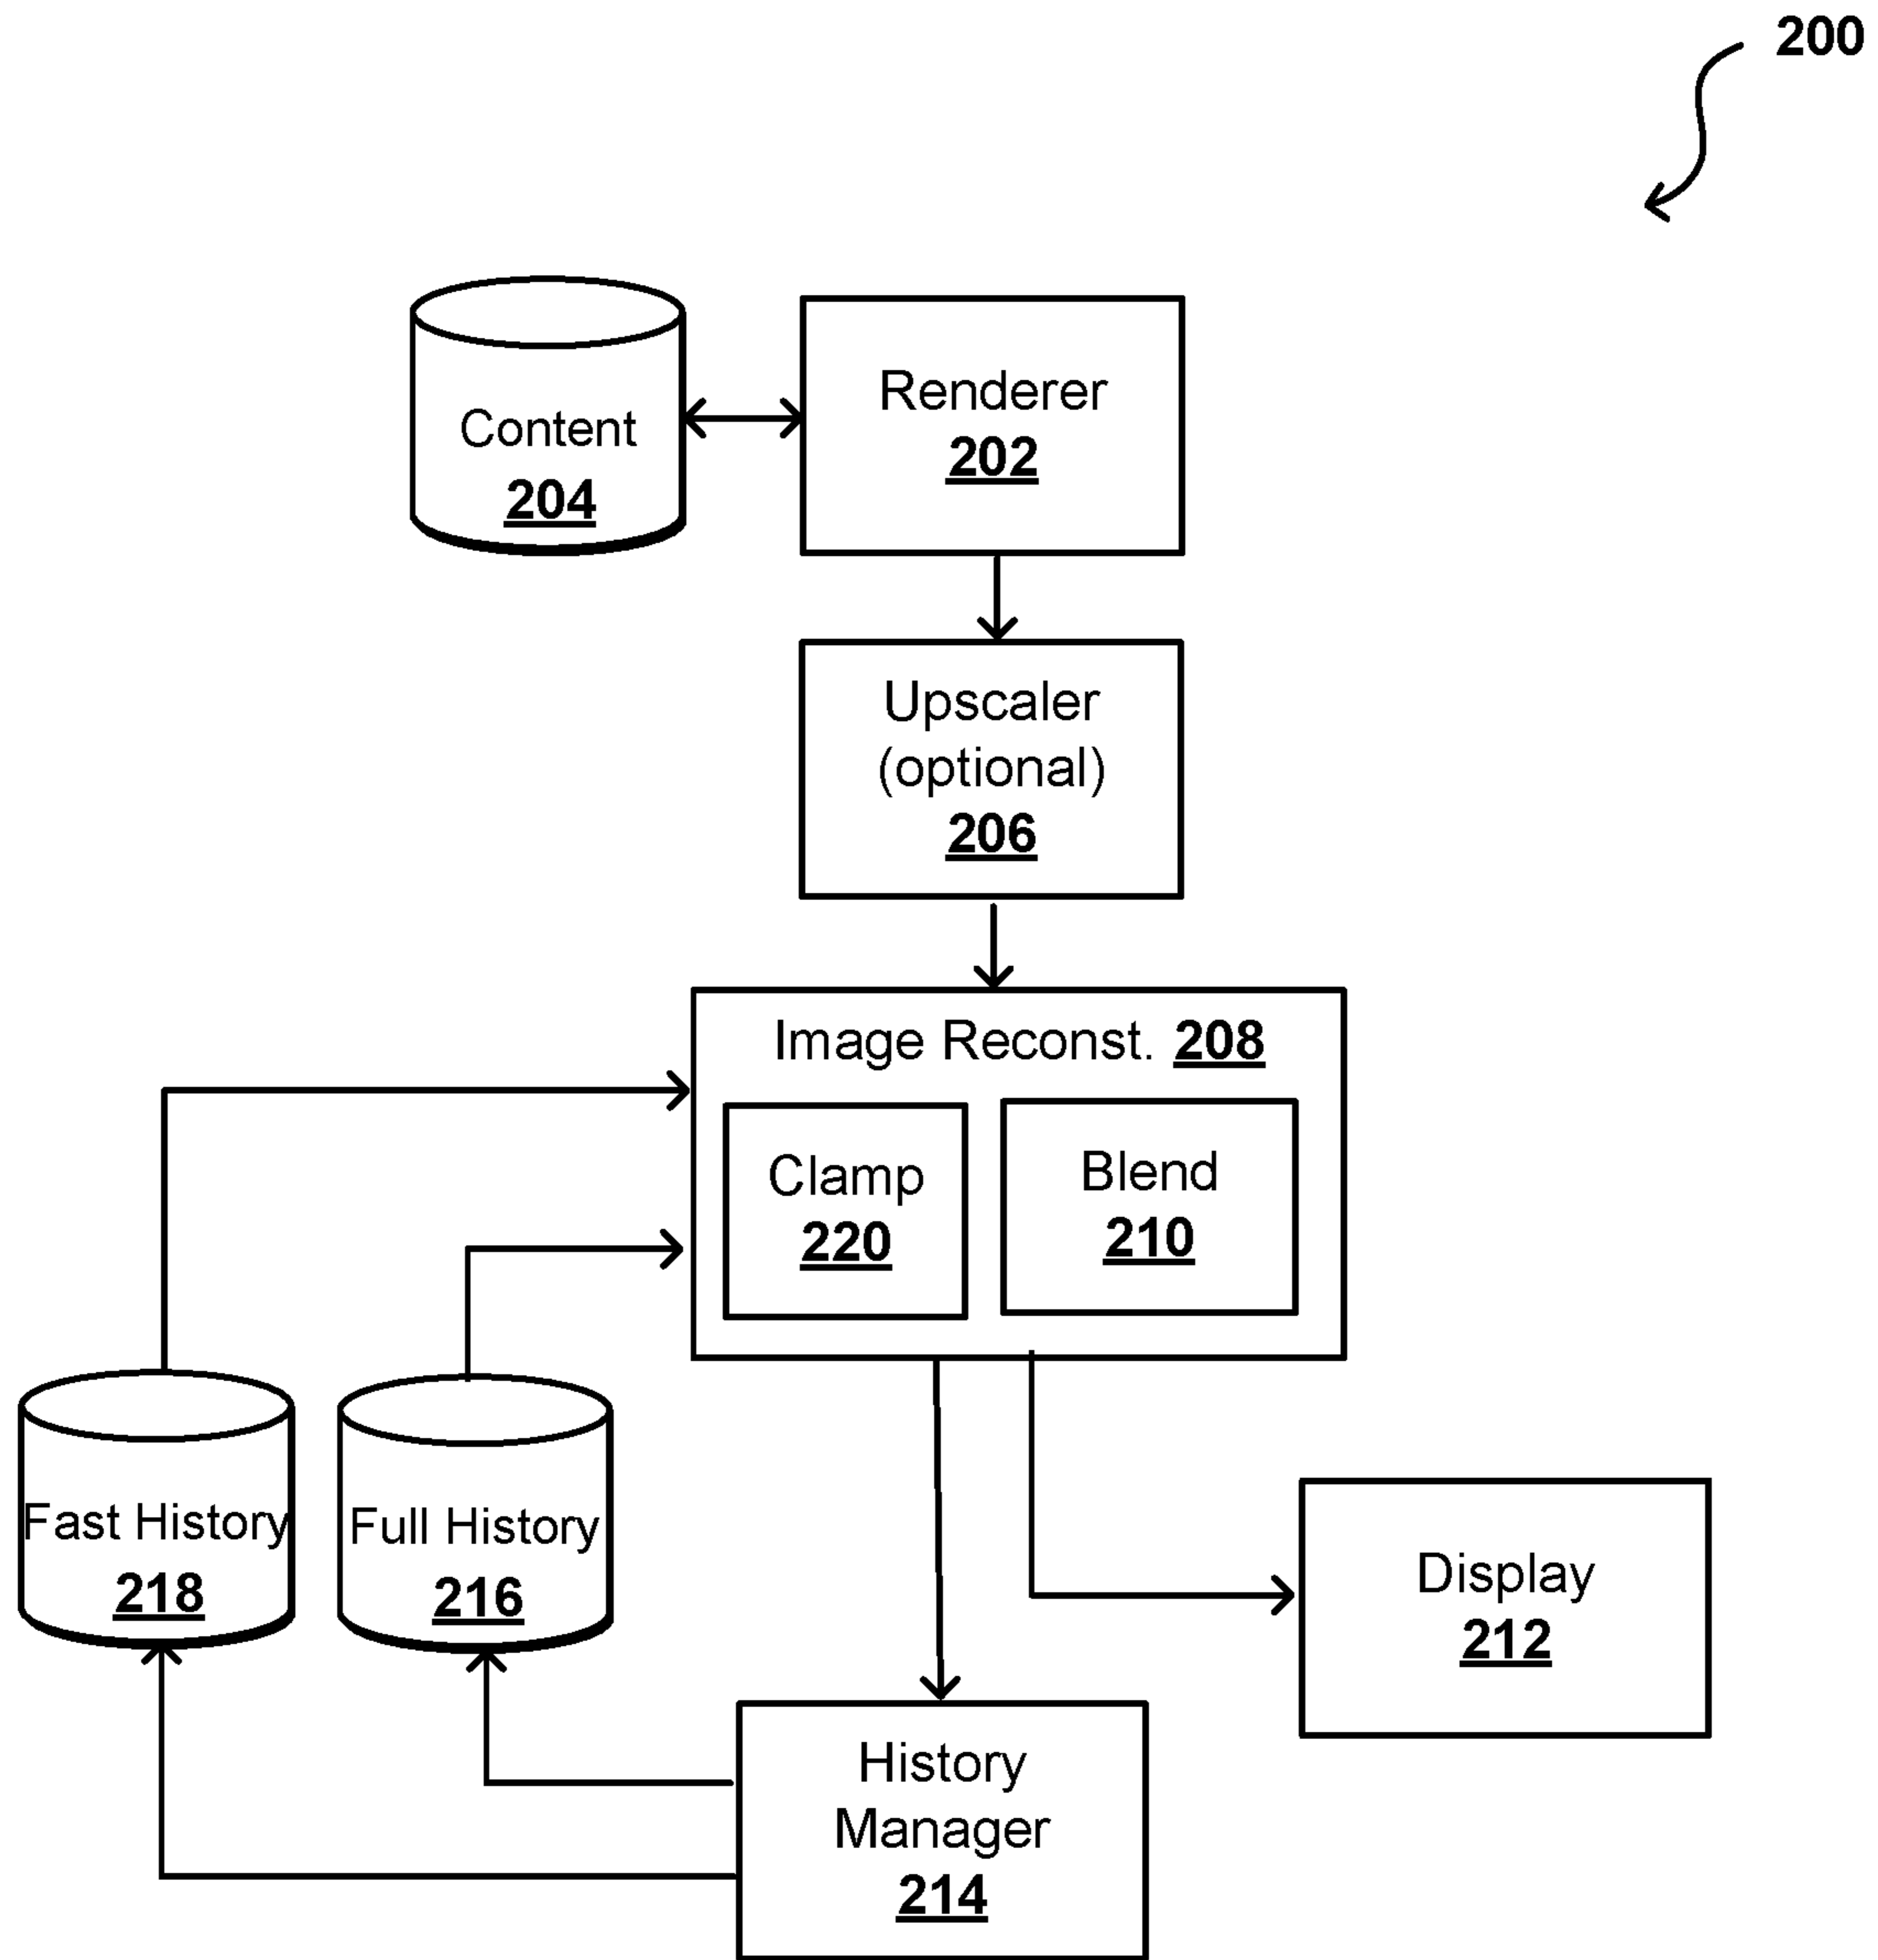 200
Content
204
Renderer
202
Upscaler
(optional)
206
Image Reconst. 208
Clamp
220
Blend
210
Fast History
218
Full History
216
Display
212
History
Manager
214